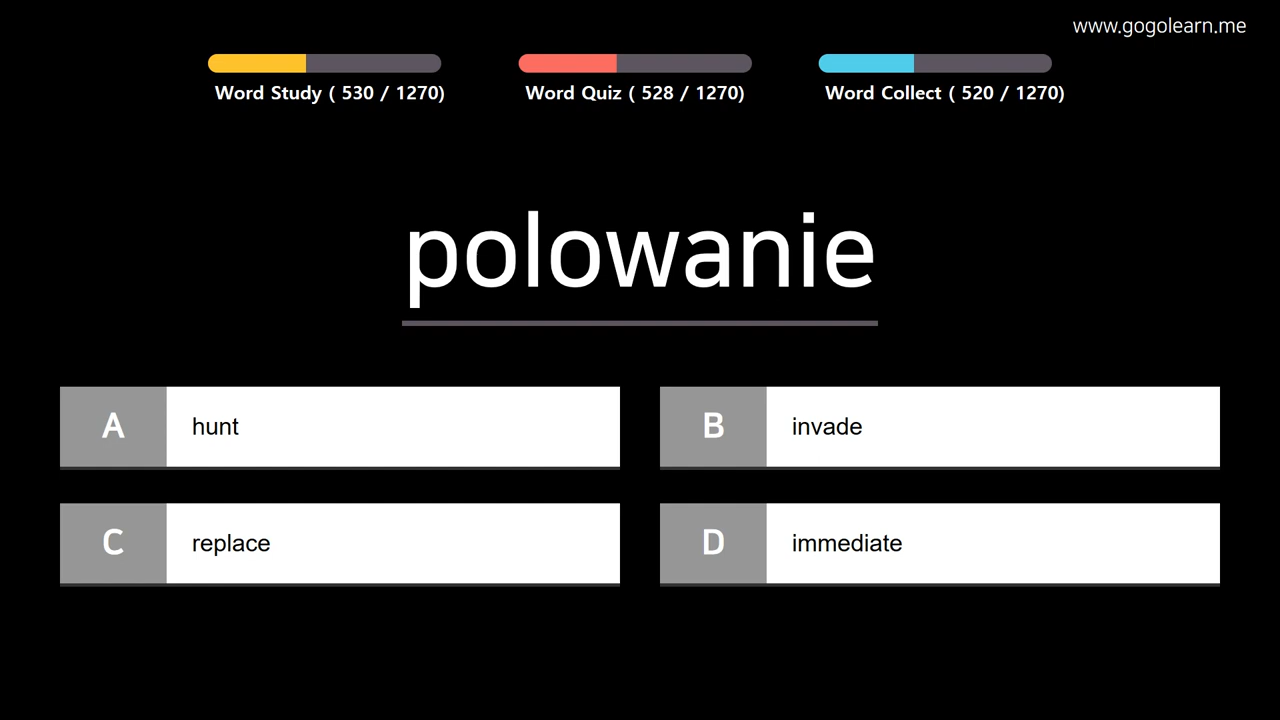 www.gogolearn.me
Word Study ( 530 / 1270)
Word Quiz ( 528 / 1270)
Word Collect ( 520 / 1270)
polowanie
A hunt
B invade
C replace
D immediate